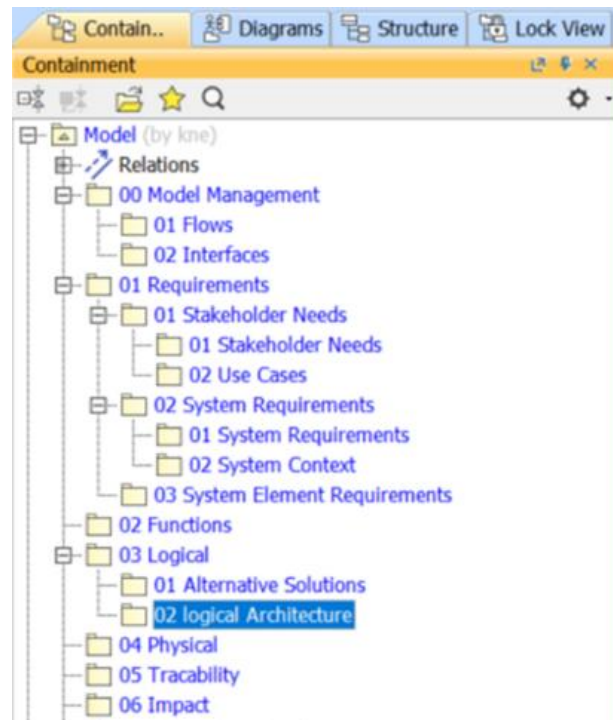 Contain.. Diagrams Structure Lock View
Containment
Model (by kne)
Relations
00 Model Management
01 Flows
02 Interfaces
01 Requirements
01 Stakeholder Needs
01 Stakeholder Needs
02 Use Cases
02 System Requirements
01 System Requirements
02 System Context
03 System Element Requirements
02 Functions
03 Logical
01 Alternative Solutions
02 logical Architecture
04 Physical
05 Tracability
06 Impact